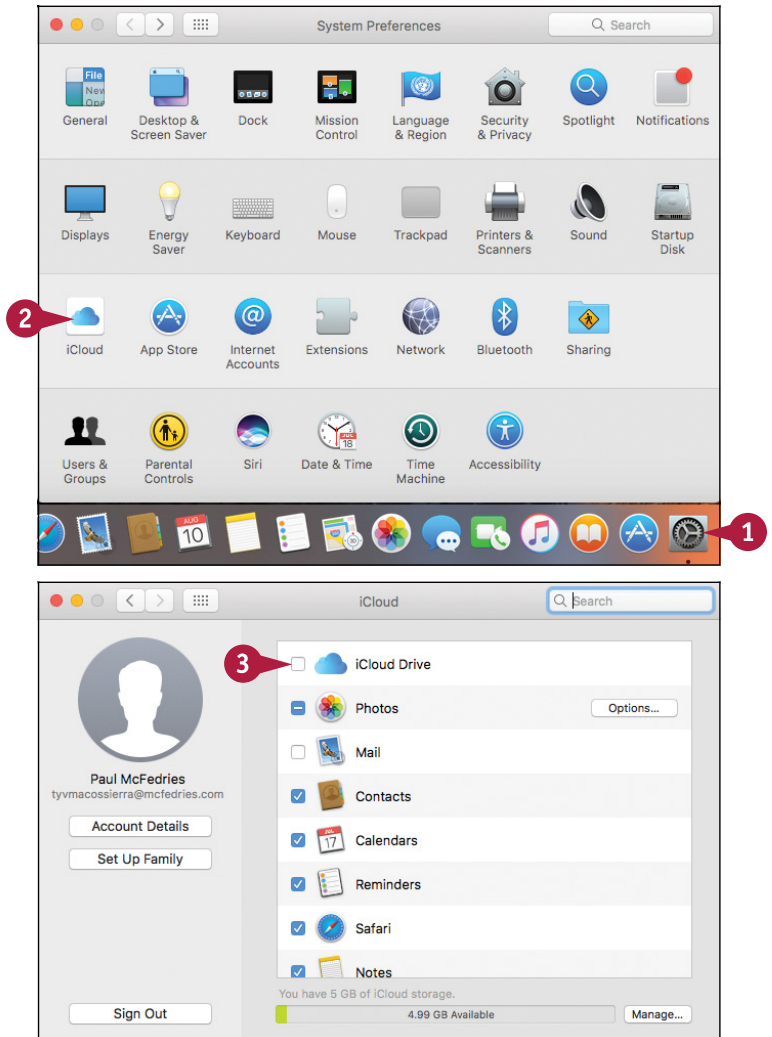 System Preferences
Search
File
New
Ope
General
Desktop &
Screen Saver
Dock
Mission
Control
Language
& Region
Security
& Privacy
Spotlight
Notifications
Displays
Energy
Saver
Keyboard
Mouse
Trackpad
Printers &
Scanners
Sound
Startup
Disk
2
iCloud
App Store
@
Internet
Accounts
Extensions
Network
Bluetooth
Sharing
Users &
Groups
Parental
Controls
Siri
JUL
18
Date & Time
Time
Machine
Accessibility
AUG
10
1
iCloud
Search
3
iCloud Drive
Photos
Options...
Mail
Paul McFedries
tyvmacossierra@mcfedries.com
Contacts
Account Details
JUL
17
Calendars
Set Up Family
Reminders
Safari
Notes
You have 5 GB of iCloud storage.
Sign Out
4.99 GB Available
Manage...